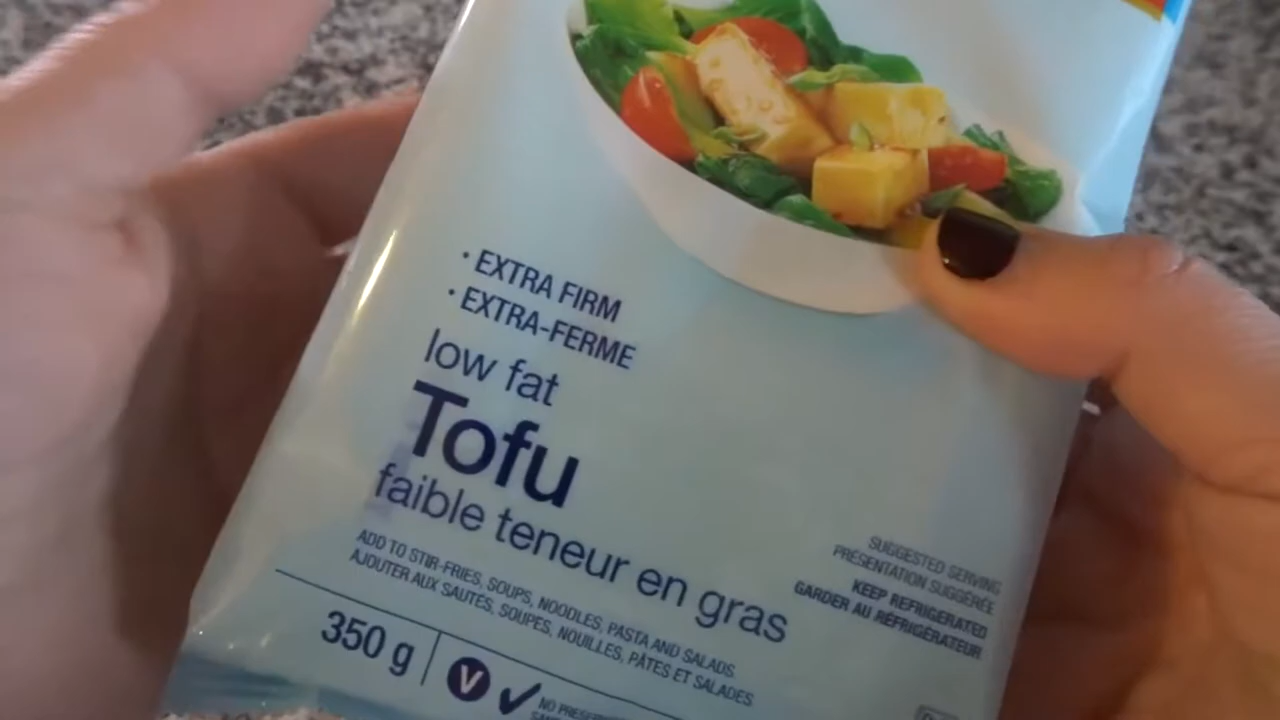 · EXTRA FIRM
· EXTRA-FERME
low fat
Tofu
faible teneur en gras
ADD TO STIR-FRIES, SOUPS, NOODLES, PASTA AND SALADS
AJOUTER AUX SAUTÉS, SOUPES, NOUILLES, PÂTES ET SALADES
SUGGESTED SERVING
PRÉSENTATION SUGGÉRÉE
KEEP REFRIGERATED
GARDER AU RÉFRIGÉRATEUR
350 g
V
NO